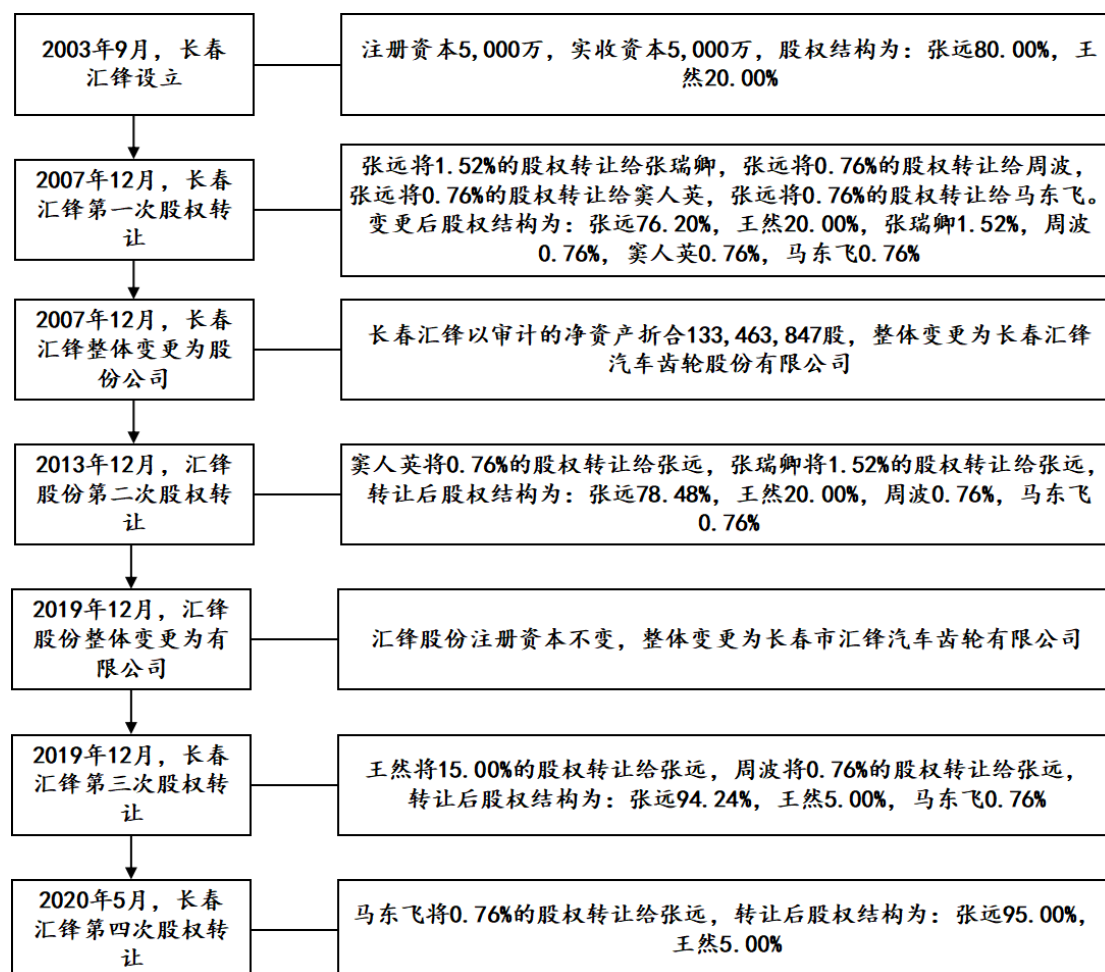 2003年9月，长春
汇锋设立
注册资本5,000万，实收资本5,000万，股权结构为：张远80.00%，王
然20.00%
2007年12月，长春
汇锋第一次股权转
让
张远将1.52%的股权转让给张瑞卿，张远将0.76%的股权转让给周波，
张远将0.76%的股权转让给窦人英，张远将0.76%的股权转让给马东飞。
变更后股权结构为：张远76.20%，王然20.00%，张瑞卿1.52%，周波
0.76%，窦人英0.76%，马东飞0.76%
2007年12月，长春
汇锋整体变更为股
份公司
长春汇锋以审计的净资产折合133,463,847股，整体变更为长春汇锋
汽车齿轮股份有限公司
2013年12月，汇锋
股份第二次股权转
让
窦人英将0.76%的股权转让给张远，张瑞卿将1.52%的股权转让给张远，
转让后股权结构为：张远78.48%，王然20.00%，周波0.76%，马东飞
0.76%
2019年12月，汇锋
股份整体变更为有
限公司
汇锋股份注册资本不变，整体变更为长春市汇锋汽车齿轮有限公司
2019年12月，长春
汇锋第三次股权转
让
王然将15.00%的股权转让给张远，周波将0.76%的股权转让给张远，
转让后股权结构为：张远94.24%，王然5.00%，马东飞0.76%
2020年5月，长春
汇锋第四次股权转
让
马东飞将0.76%的股权转让给张远，转让后股权结构为：张远95.00%，
王然5.00%